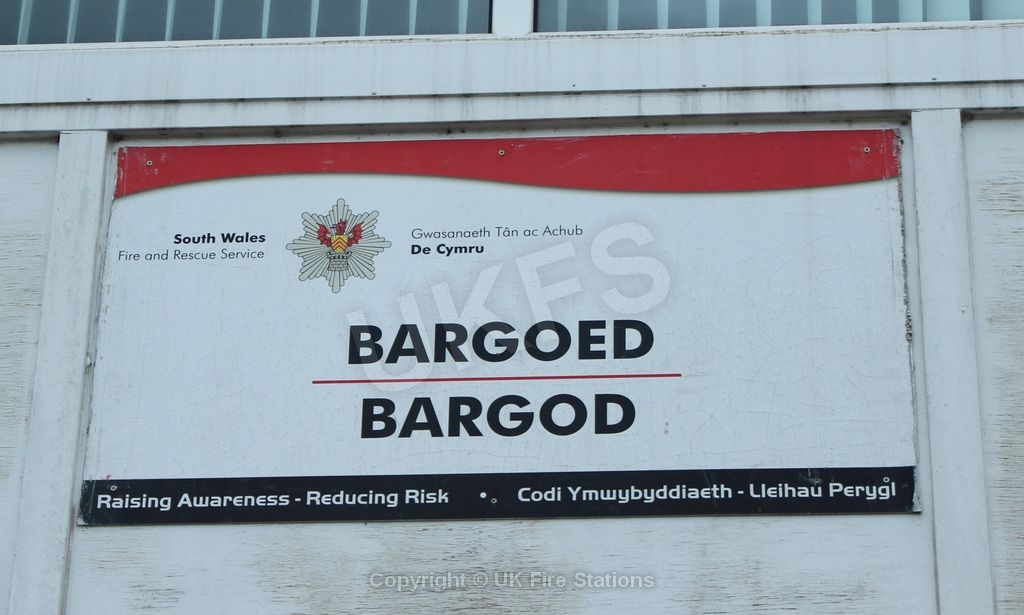 South Wales
Fire and Rescue Service
Gwasanaeth Tân ac Achub
De Cymru
UKFS
BARGOED
BARGOD
Raising Awareness - Reducing Risk • Codi Ymwybyddiaeth - Lleihau Perygl
Copyright © UK Fire Stations